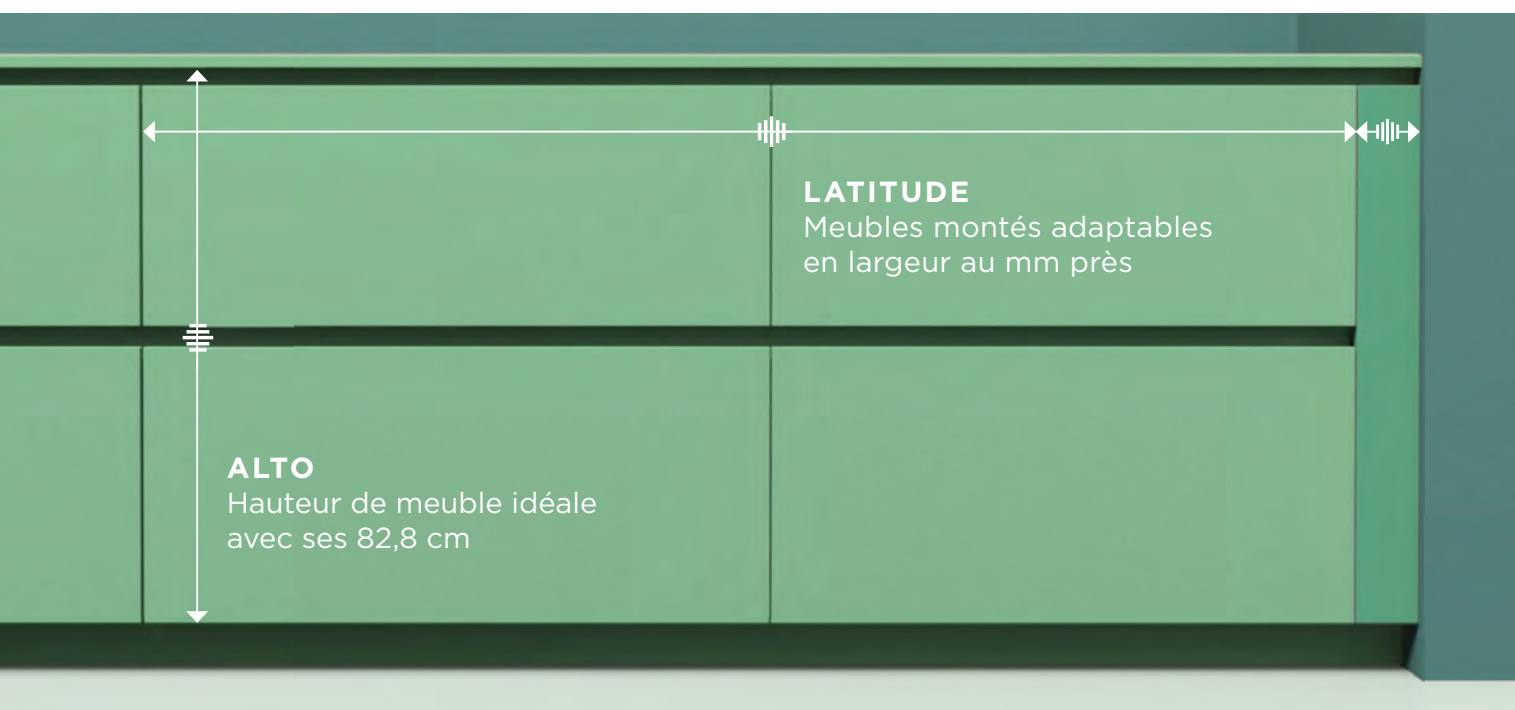 LATITUDE
Meubles montés adaptables
en largeur au mm près
ALTO
Hauteur de meuble idéale
avec ses 82,8 cm